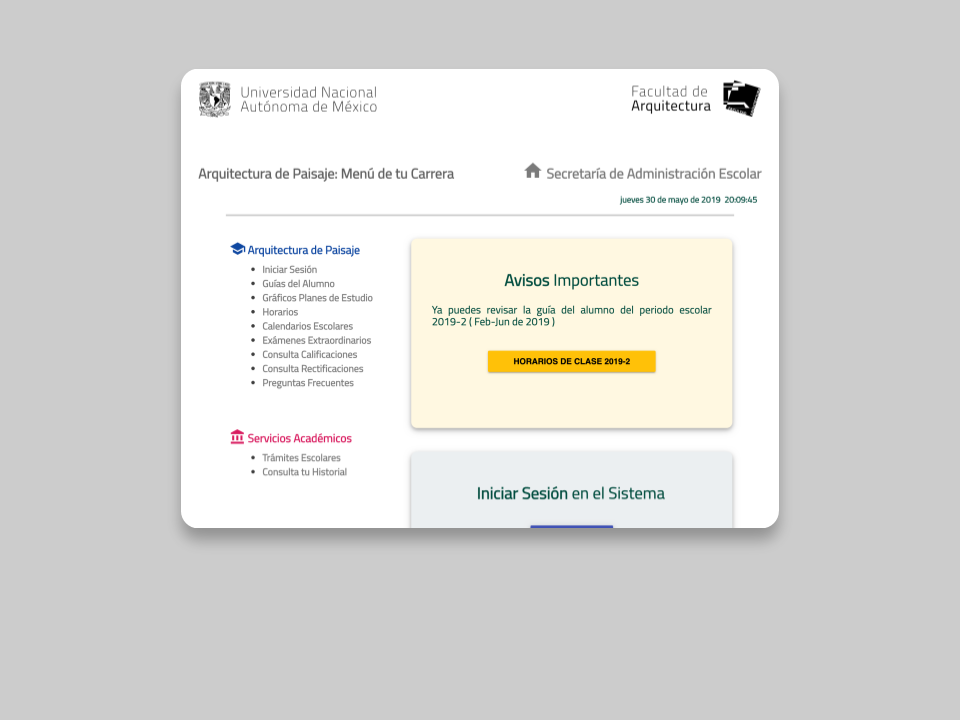 Universidad Nacional
Autónoma de México
Facultad de
Arquitectura
Arquitectura de Paisaje: Menú de tu Carrera
Secretaría de Administración Escolar
jueves 30 de mayo de 2019 20:09:45
Arquitectura de Paisaje
Iniciar Sesión
Guías del Alumno
Gráficos Planes de Estudio
Horarios
Calendarios Escolares
Exámenes Extraordinarios
Consulta Calificaciones
Consulta Rectificaciones
Preguntas Frecuentes
Servicios Académicos
Trámites Escolares
Consulta tu Historial
Avisos Importantes
Ya puedes revisar la guía del alumno del periodo escolar
2019-2 ( Feb-Jun de 2019 )
HORARIOS DE CLASE 2019-2
Iniciar Sesión en el Sistema